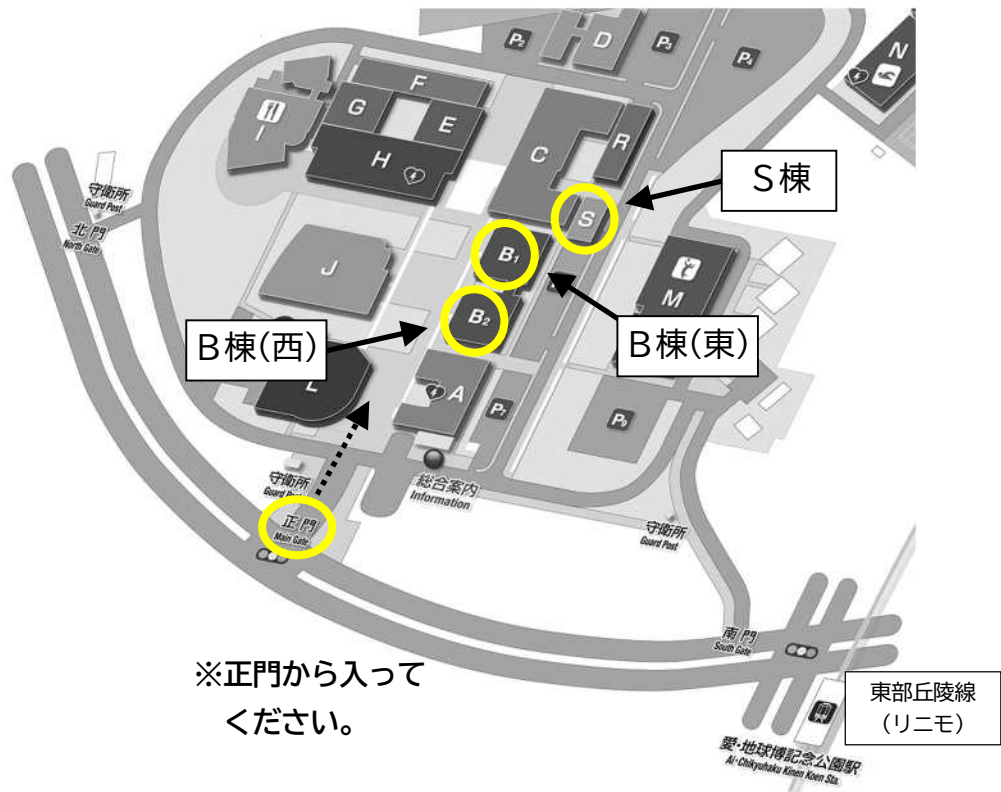 P2
D
P3
P4
N
F
G
E
I
H
C
R
S棟
守衛所
Guard Post
北門
North Gate
S
J
B1
M
B2
B棟(西)
B棟(東)
L
A
P1
P9
守衛所
Guard Post
総合案内
Information
正門
Main Gate
守衛所
Guard Post
南門
South Gate
※正門から入って
ください。
東部丘陵線
(リニモ)
愛・地球博記念公園駅
Ai・Chikyuhaku Kinen Koen Sta.